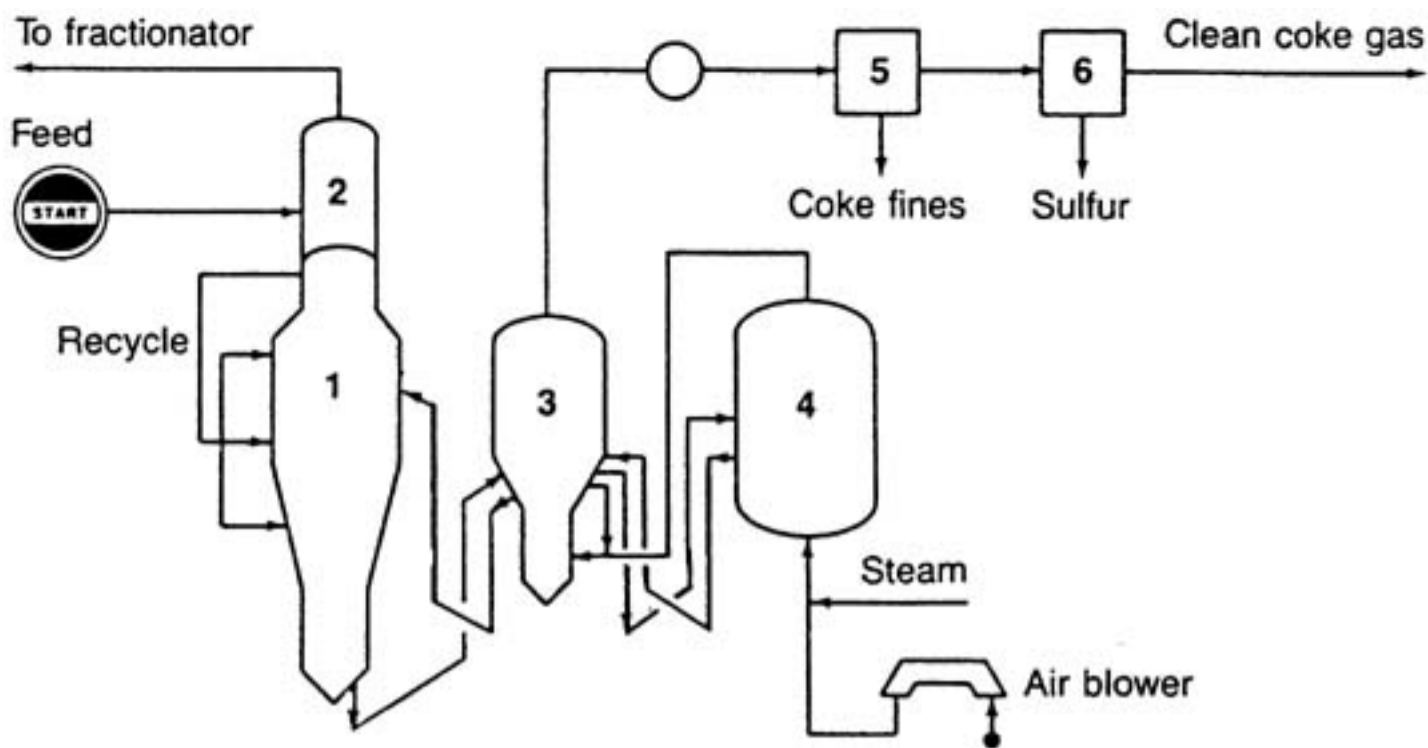 To fractionator
Clean coke gas
5
6
Feed
START
2
Coke fines
Sulfur
Recycle
1
3
4
Steam
Air blower